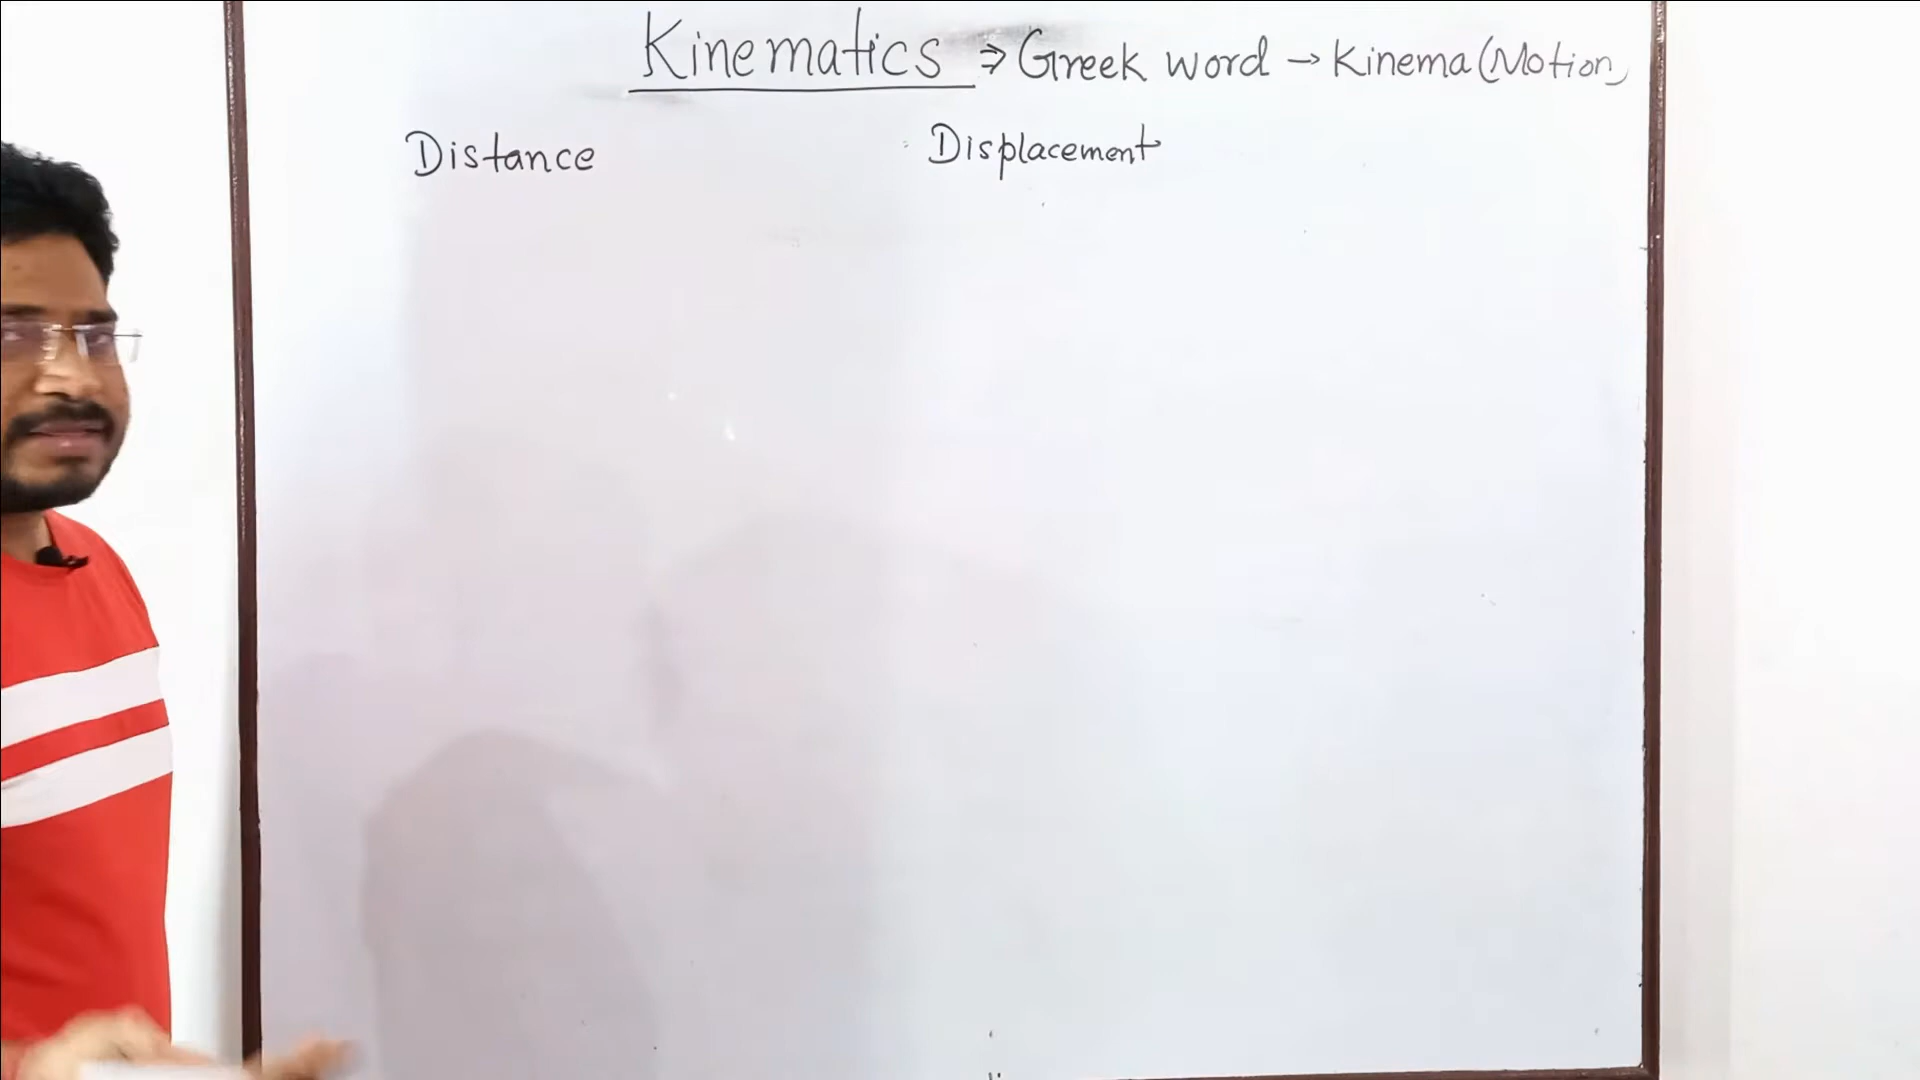 Kinematics ⇒ Greek word → Kinema (Motion)
Distance Displacement